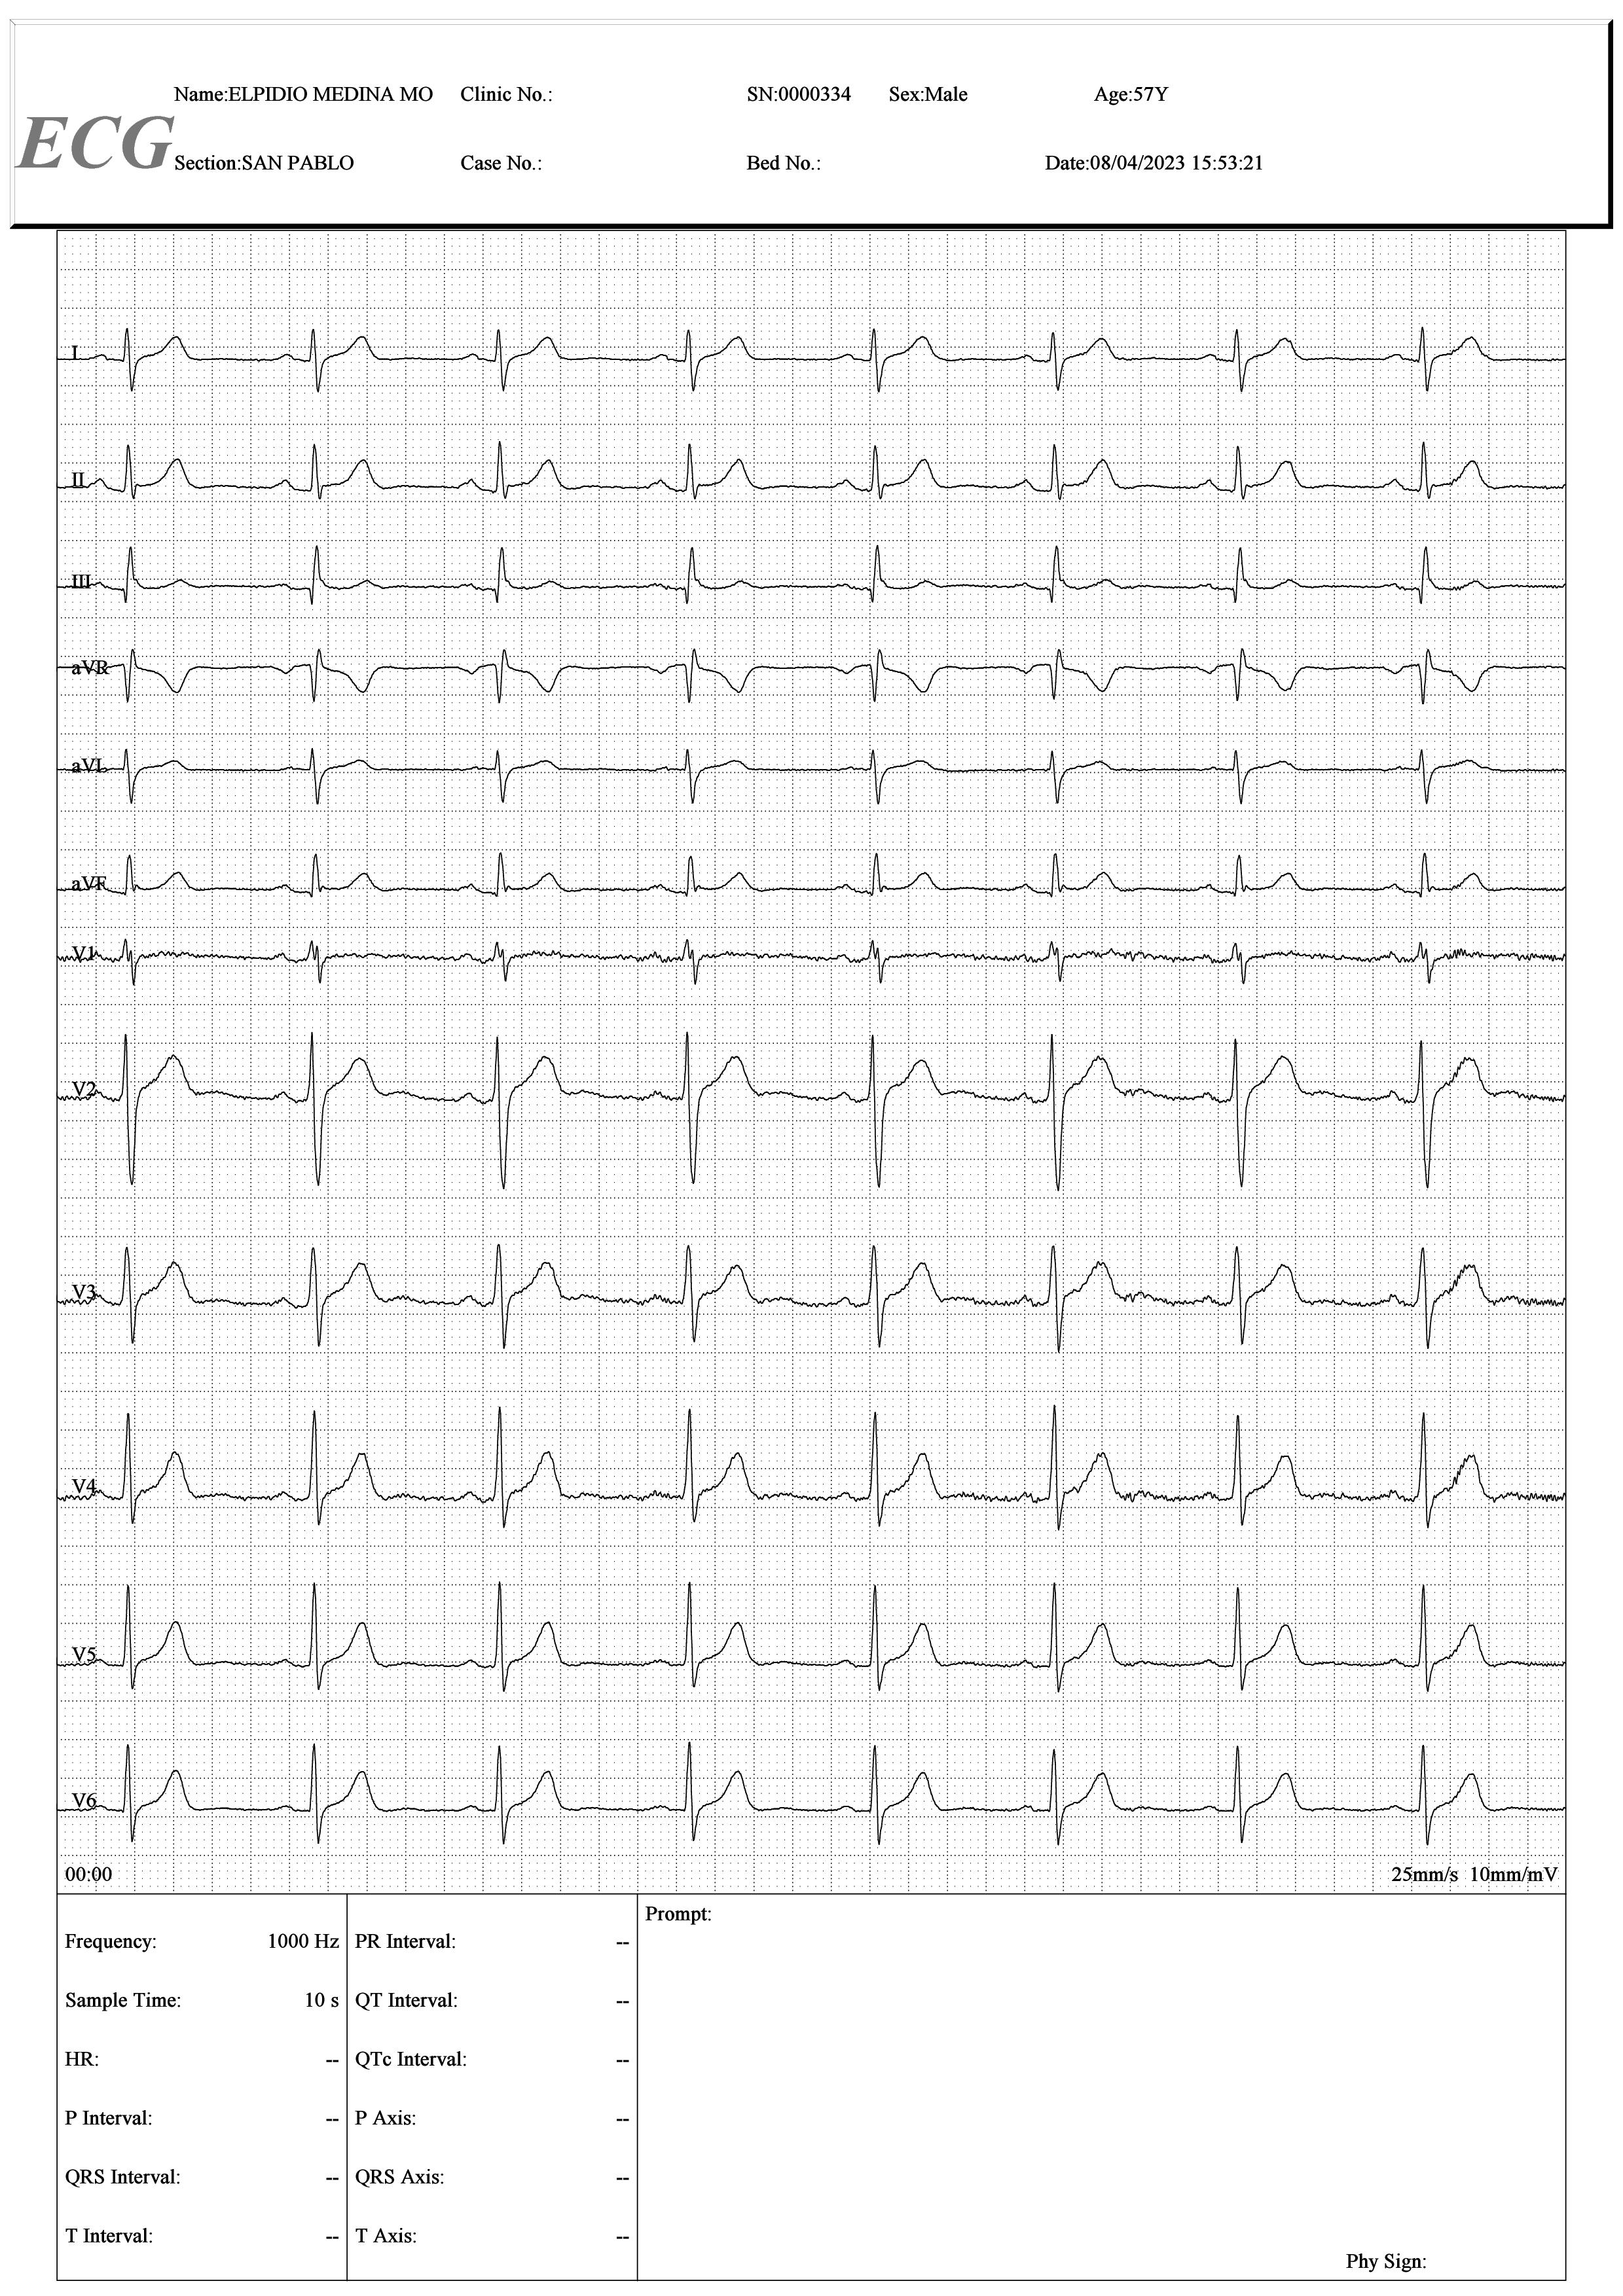 ECG
Name:ELPIDIO MEDINA MO Clinic No.: SN:0000334 Sex:Male Age:57Y
Section:SAN PABLO Case No.: Bed No.: Date:08/04/2023 15:53:21
I
II
III
aVR
aVL
aVF
V1
V2
V3
V4
V5
V6
00:00 25mm/s 10mm/mV
Frequency: 1000 Hz PR Interval: -- Prompt:
Sample Time: 10 s QT Interval: --
HR: -- QTc Interval: --
P Interval: -- P Axis: --
QRS Interval: -- QRS Axis: --
T Interval: -- T Axis: --
Phy Sign: